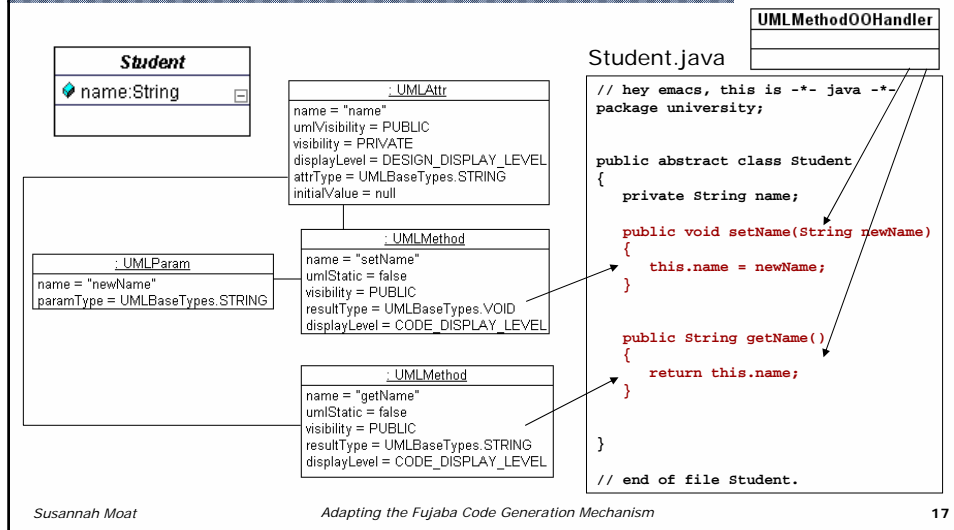 UMLMethodOOHandler
Student
name:String
Student.java
: UMLAttr
name = "name"
umlVisibility = PUBLIC
visibility = PRIVATE
displayLevel = DESIGN_DISPLAY_LEVEL
attrType = UMLBaseTypes.STRING
initialValue = null
: UMLMethod
name = "setName"
umlStatic = false
visibility = PUBLIC
resultType = UMLBaseTypes.VOID
displayLevel = CODE_DISPLAY_LEVEL
: UMLParam
name = "newName"
paramType = UMLBaseTypes.STRING
: UMLMethod
name = "getName"
umlStatic = false
visibility = PUBLIC
resultType = UMLBaseTypes.STRING
displayLevel = CODE_DISPLAY_LEVEL
// hey emacs, this is -*- java -*-
package university;
public abstract class Student
{
private String name;
public void setName(String newName)
{
this.name = newName;
}
public String getName()
{
return this.name;
}
}
// end of file Student.
Susannah Moat
Adapting the Fujaba Code Generation Mechanism
17